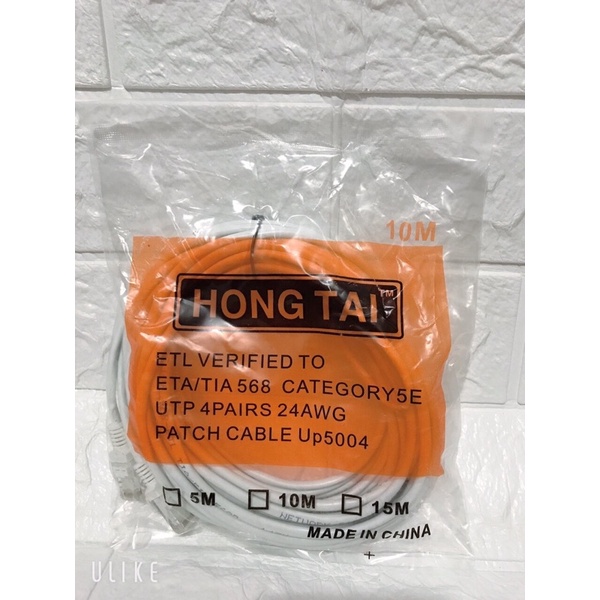 10M
HONG TAI™
ETL VERIFIED TO
ETA/TIA 568 CATEGORY5E
UTP 4PAIRS 24AWG
PATCH CABLE Up5004
5M 10M 15M
MADE IN CHINA
+
ULIKE